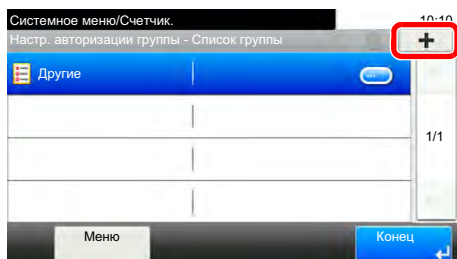 Системное меню/Счетчик.
10:10
Настр. авторизации группы - Список группы
Другие
1/1
Меню
Конец